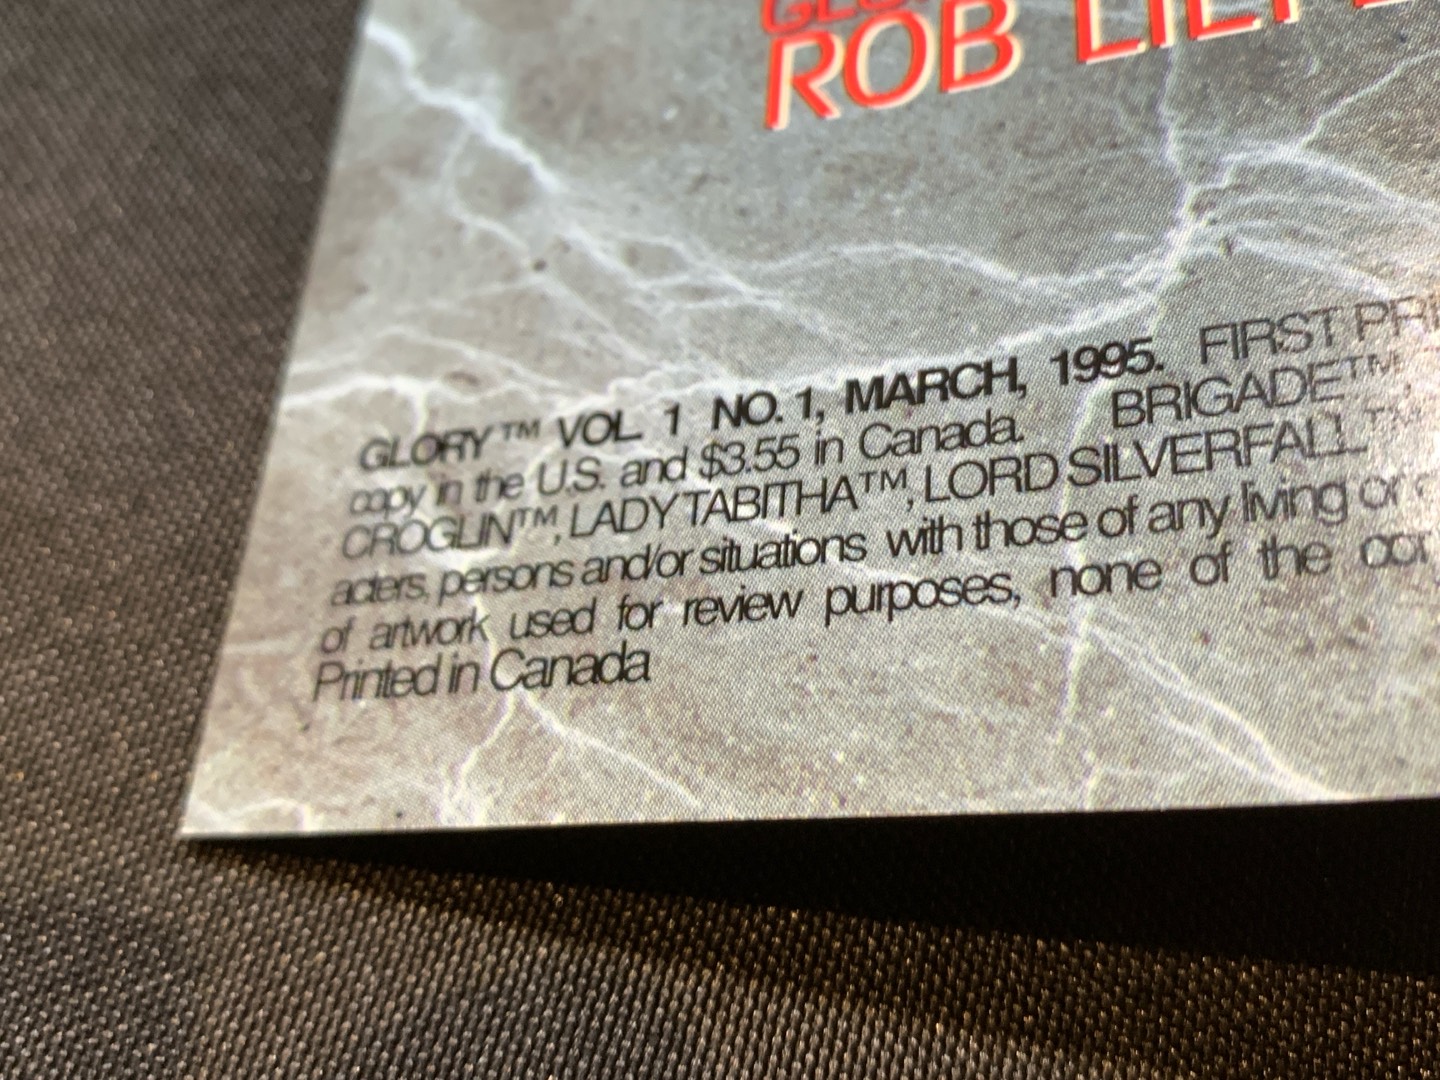 ROB
GLORY™ VOL. 1 NO. 1, MARCH, 1995. FIRST
copy in the U.S. and $3.55 in Canada. BRIGADE™,
CROGLIN™, LADY TABITHA™, LORD SILVERFALL™
acters, persons and/or situations with those of any living or
of artwork used for review purposes, none of the
Printed in Canada